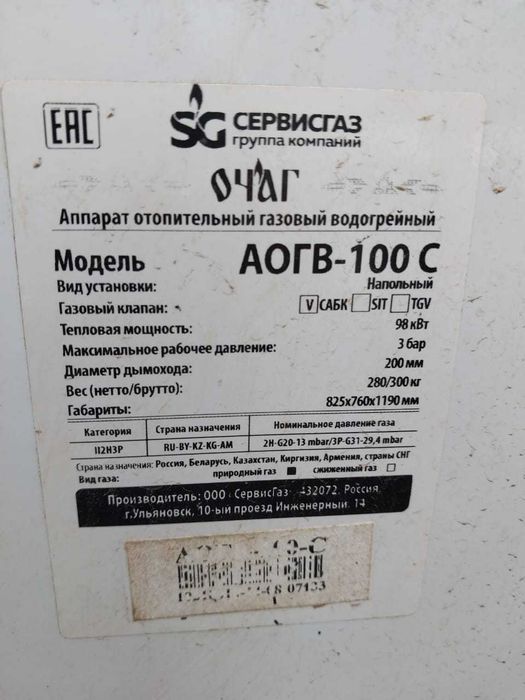 EAC
SG СЕРВИСГАЗ
группа компаний
ОЧАГ
Аппарат отопительный газовый водогрейный
Модель АОГВ-100 С
Вид установки: Напольный
Газовый клапан: V САБК SIT TGV
Тепловая мощность: 98 кВт
Максимальное рабочее давление: 3 бар
Диаметр дымохода: 200 мм
Вес (нетто/брутто): 280/300 кг
Габариты: 825х760х1190 мм
Категория Страна назначения Номинальное давление газа
II2H3P RU-BY-KZ-KG-AM 2H-G20-13 mbar/3P-G31-29,4 mbar
Страна назначения: Россия, Беларусь, Казахстан, Киргизия, Армения, страны СНГ
Вид газа: природный газ сжиженный газ
Производитель: ООО СервисГаз 432072. Россия,
г.Ульяновск, 10-ый проезд Инженерный. 14